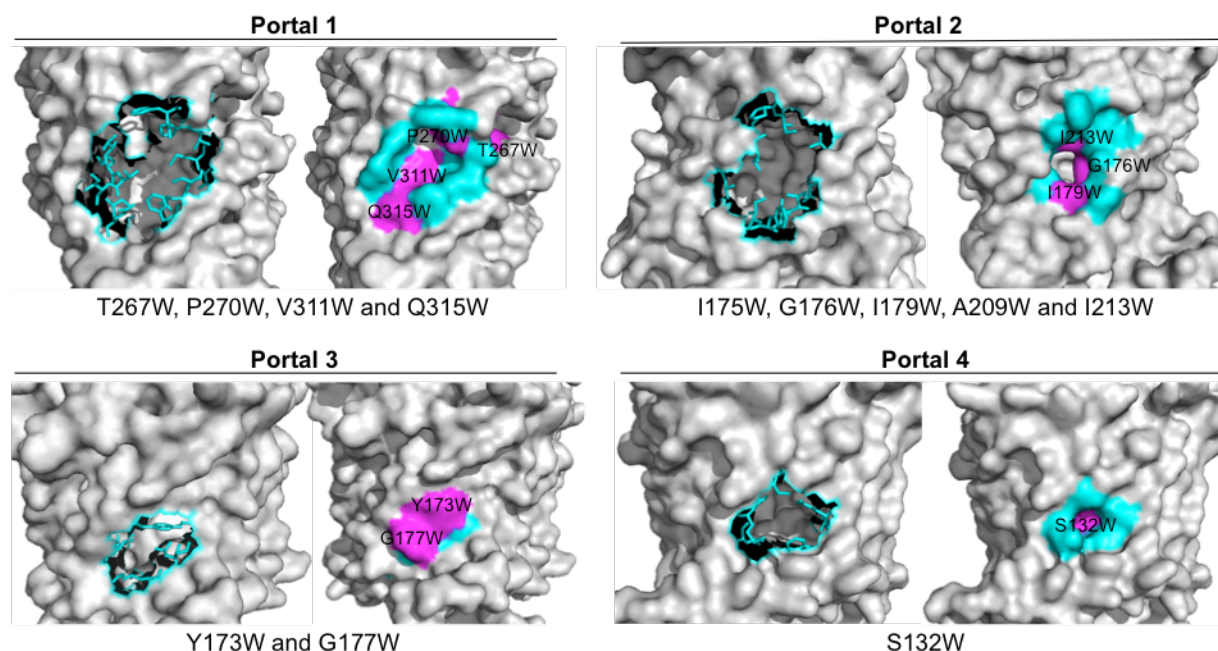 Portal 1
Portal 2
P270W
T267W
V311W
Q315W
I213W
G176W
I179W
T267W, P270W, V311W and Q315W
I175W, G176W, I179W, A209W and I213W
Portal 3
Portal 4
Y173W
G177W
S132W
Y173W and G177W
S132W